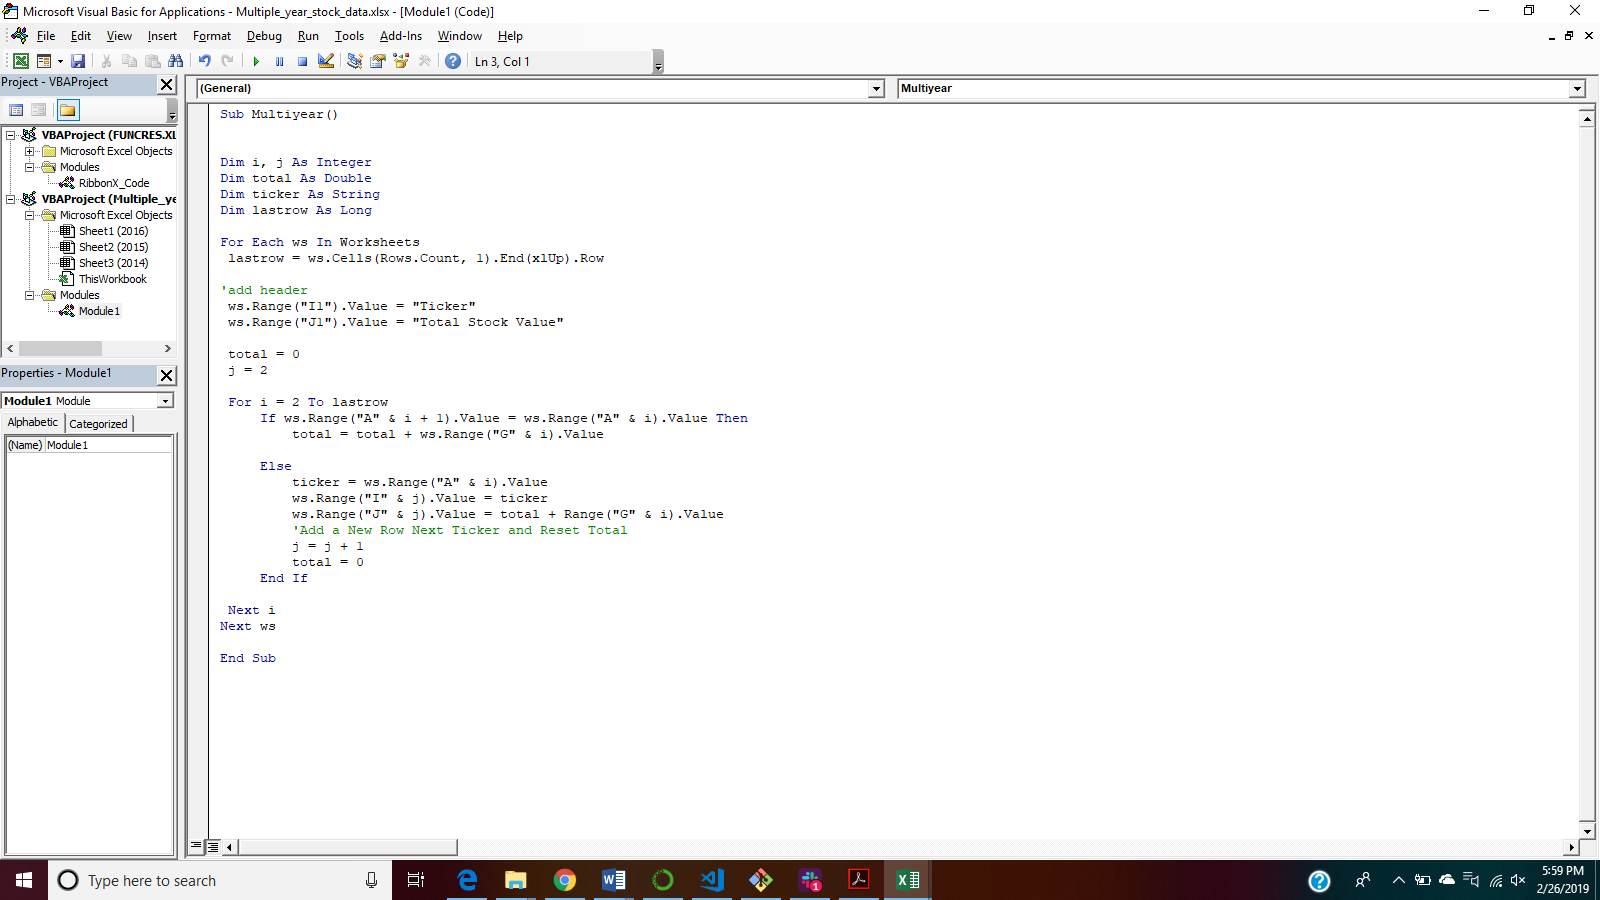 Microsoft Visual Basic for Applications - Multiple_year_stock_data.xlsx - [Module1 (Code)]
File Edit View Insert Format Debug Run Tools Add-Ins Window Help
Ln 3, Col 1
Project - VBAProject
(General)
Multiyear
VBAProject (FUNCRES.XL
Microsoft Excel Objects
Modules
RibbonX_Code
VBAProject (Multiple_ye
Microsoft Excel Objects
Sheet1 (2016)
Sheet2 (2015)
Sheet3 (2014)
ThisWorkbook
Modules
Module1
Properties - Module1
Module1 Module
Alphabetic Categorized
(Name) Module1
Sub Multiyear()
Dim i, j As Integer
Dim total As Double
Dim ticker As String
Dim lastrow As Long
For Each ws In Worksheets
lastrow = ws.Cells(Rows.Count, 1).End(xlUp).Row
'add header
ws.Range("I1").Value = "Ticker"
ws.Range("J1").Value = "Total Stock Value"
total = 0
j = 2
For i = 2 To lastrow
If ws.Range("A" & i + 1).Value = ws.Range("A" & i).Value Then
total = total + ws.Range("G" & i).Value
Else
ticker = ws.Range("A" & i).Value
ws.Range("I" & j).Value = ticker
ws.Range("J" & j).Value = total + Range("G" & i).Value
'Add a New Row Next Ticker and Reset Total
j = j + 1
total = 0
End If
Next i
Next ws
End Sub
Type here to search
1
5:59 PM
2/26/2019